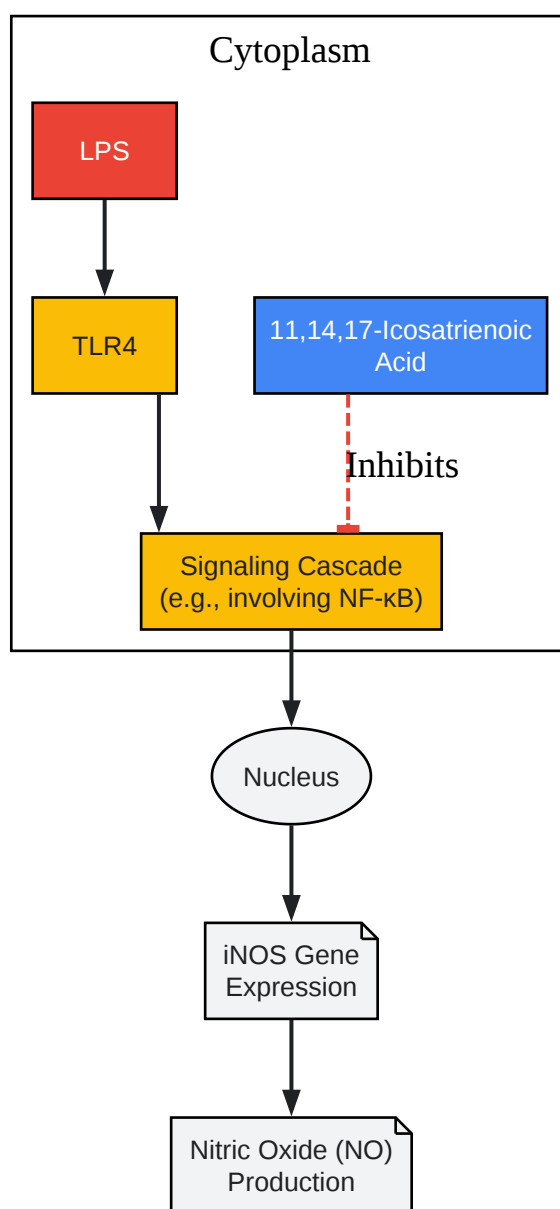 Cytoplasm
LPS
TLR4
11,14,17-Icosatrienoic
Acid
Inhibits
Signaling Cascade
(e.g., involving NF-κB)
Nucleus
iNOS Gene
Expression
Nitric Oxide (NO)
Production